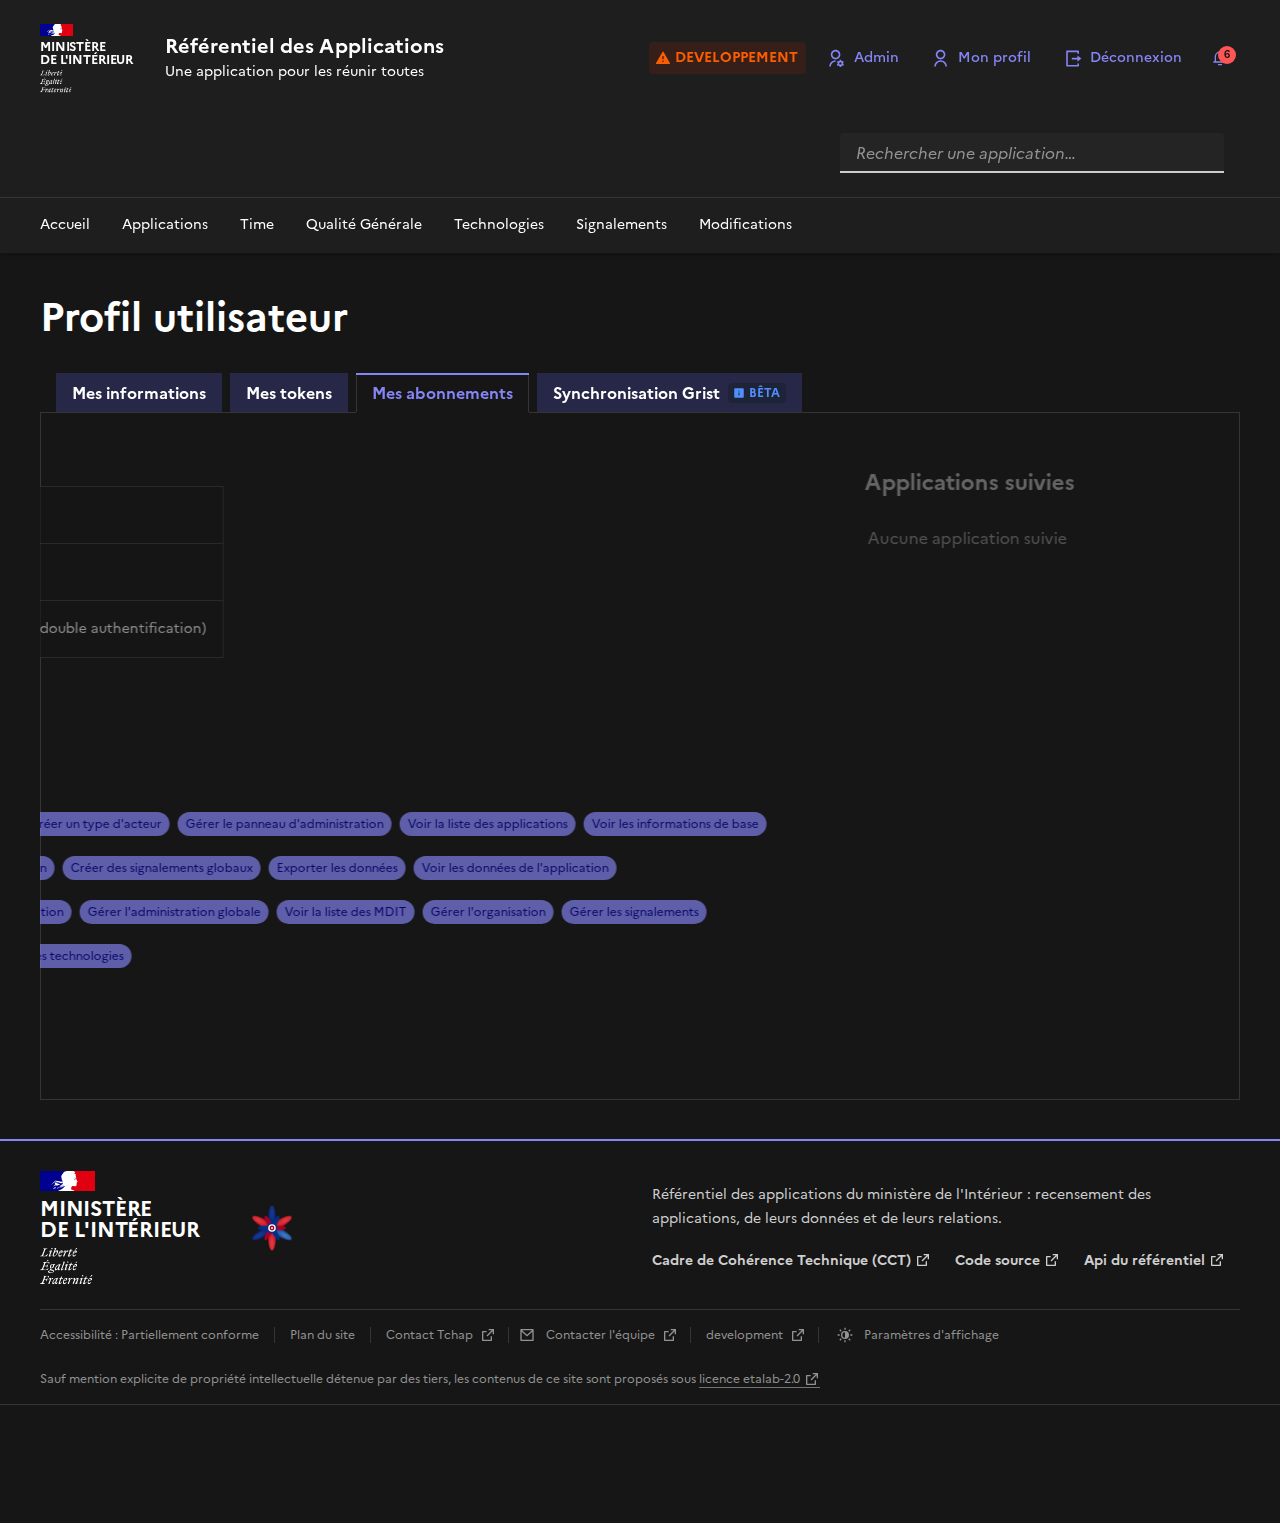 MINISTÈRE
DE L'INTÉRIEUR
Liberté
Égalité
Fraternité
Référentiel des Applications
Une application pour les réunir toutes
DEVELOPPEMENT
Admin
Mon profil
Déconnexion
6
Rechercher une application...
Accueil
Applications
Time
Qualité Générale
Technologies
Signalements
Modifications
Profil utilisateur
Mes informations
Mes tokens
Mes abonnements
Synchronisation Grist
BÊTA
Applications suivies
Aucune application suivie
double authentification)
un type d'acteur
Gérer le panneau d'administration
Voir la liste des applications
Voir les informations de base
Créer des signalements globaux
Exporter les données
Voir les données de l'application
Gérer l'administration globale
Voir la liste des MDIT
Gérer l'organisation
Gérer les signalements
technologies
MINISTÈRE
DE L'INTÉRIEUR
Liberté
Égalité
Fraternité
Référentiel des applications du ministère de l'Intérieur : recensement des
applications, de leurs données et de leurs relations.
Cadre de Cohérence Technique (CCT)
Code source
Api du référentiel
Accessibilité : Partiellement conforme
Plan du site
Contact Tchap
Contacter l'équipe
development
Paramètres d'affichage
Sauf mention explicite de propriété intellectuelle détenue par des tiers, les contenus de ce site sont proposés sous licence etalab-2.0